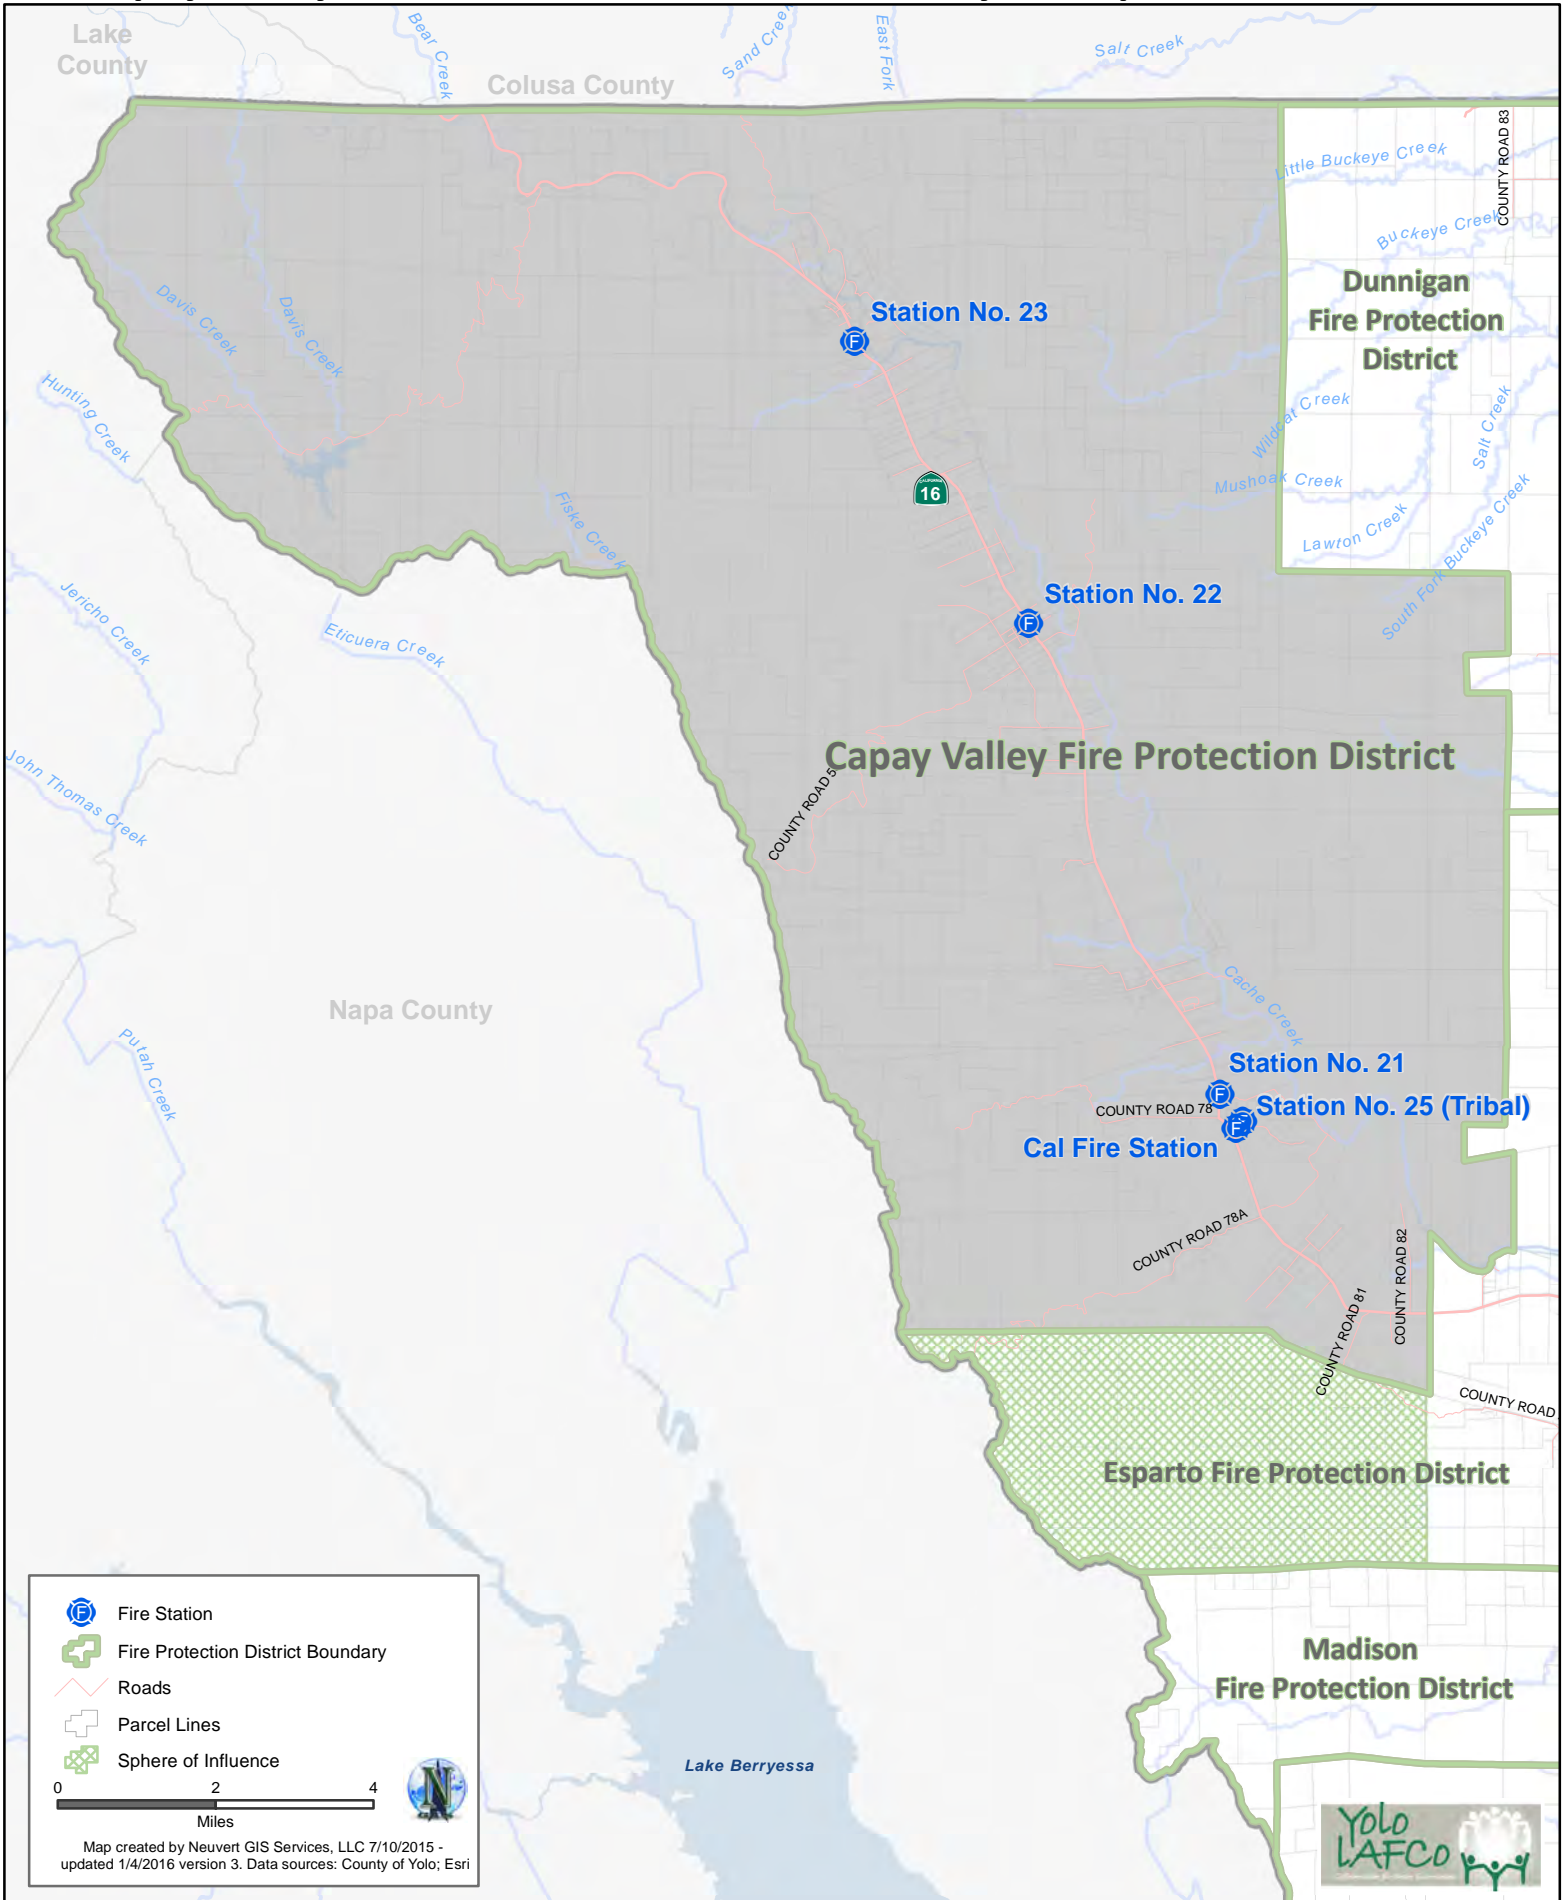 Lake
County
Bear Creek
Colusa County
Sand Creek
East Fork
Salt Creek
COUNTY ROAD 83
Little Buckeye Creek
Buckeye Creek
Dunnigan
Fire Protection
District
Davis Creek
Davis Creek
Station No. 23
Hunting Creek
Wildcat Creek
Salt Creek
CALIFORNIA
16
Mushoak Creek
Fiske Creek
Lawton Creek
South Fork Buckeye Creek
Jericho Creek
Station No. 22
Eticuera Creek
Capay Valley Fire Protection District
COUNTY ROAD 5
John Thomas Creek
Napa County
Putah Creek
Cache Creek
Station No. 21
COUNTY ROAD 78
Station No. 25 (Tribal)
Cal Fire Station
COUNTY ROAD 78A
COUNTY ROAD 82
COUNTY ROAD 81
COUNTY ROAD
Esparto Fire Protection District
Madison
Fire Protection District
Lake Berryessa
F Fire Station
Fire Protection District Boundary
Roads
Parcel Lines
Sphere of Influence
0 2 4
Miles
N
Map created by Neuvert GIS Services, LLC 7/10/2015 -
updated 1/4/2016 version 3. Data sources: County of Yolo; Esri
YOLO
LAFCO